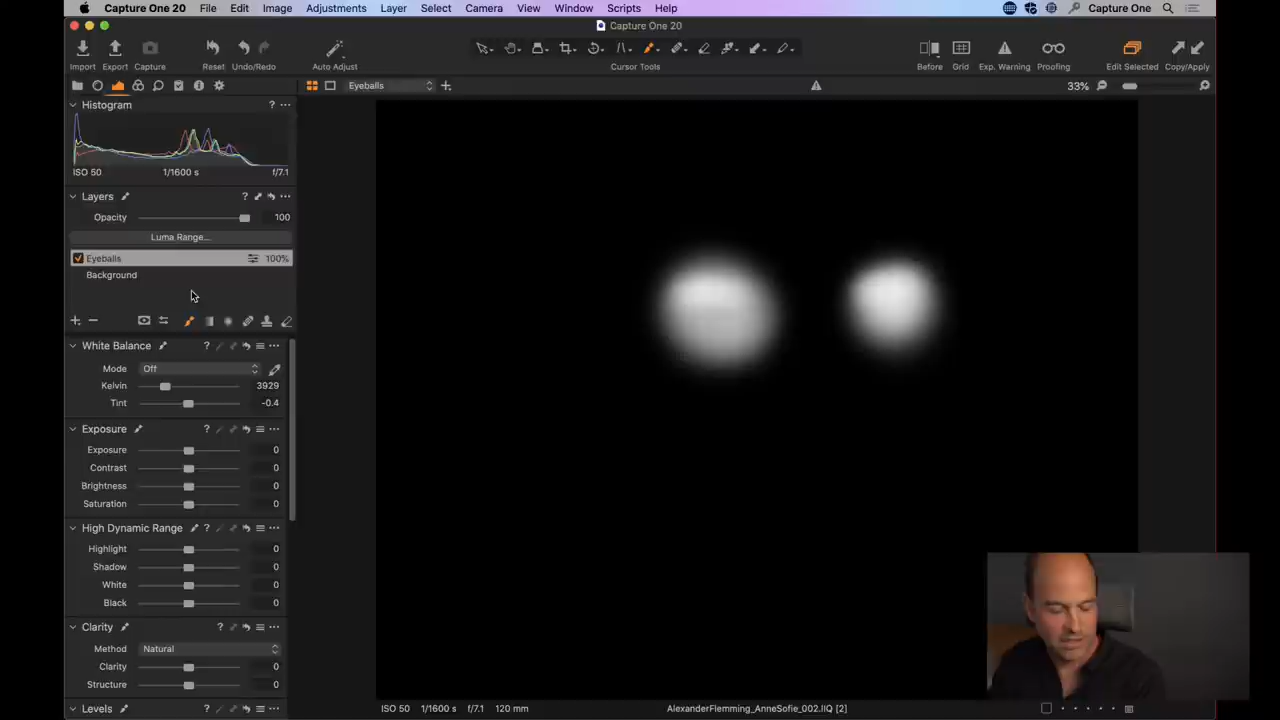 Capture One 20 File Edit Image Adjustments Layer Select Camera View Window Scripts Help Capture One
Capture One 20
Import Export Capture Reset Undo/Redo Auto Adjust Cursor Tools Before Grid Exp. Warning Proofing Edit Selected Copy/Apply
Eyeballs 33%
Histogram ?
ISO 50 1/1600 s f/7.1
Layers ?
Opacity 100
Luma Range...
Eyeballs 100%
Background
White Balance ?
Mode Off
Kelvin 3929
Tint -0.4
Exposure ?
Exposure 0
Contrast 0
Brightness 0
Saturation 0
High Dynamic Range ?
Highlight 0
Shadow 0
White 0
Black 0
Clarity ?
Method Natural
Clarity 0
Structure 0
Levels ?
ISO 50 1/1600 s f/7.1 120 mm AlexanderFlemming_AnneSofie_002.IIQ [2]